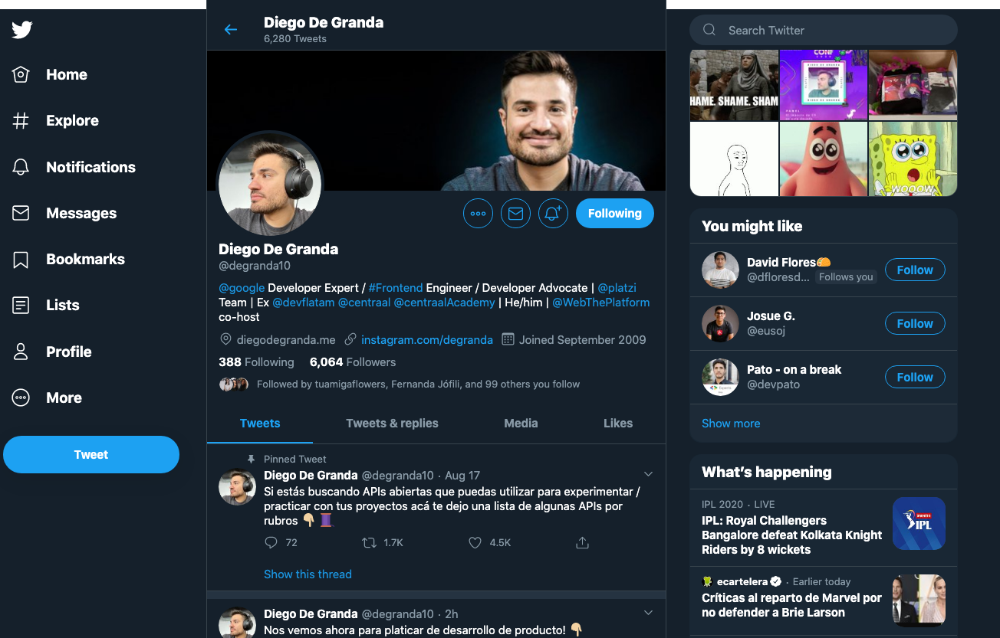 Home
Explore
Notifications
Messages
Bookmarks
Lists
Profile
More
Tweet
Diego De Granda
6,280 Tweets
Following
Diego De Granda
@degranda10
@google Developer Expert / #Frontend Engineer / Developer Advocate | @platzi
Team | Ex @devflatam @centraal @centraalAcademy | He/him | @WebThePlatform
co-host
diegodegranda.me instagram.com/degranda Joined September 2009
388 Following 6,064 Followers
Followed by tuamigaflowers, Fernanda Jófili, and 99 others you follow
Tweets Tweets & replies Media Likes
Pinned Tweet
Diego De Granda @degranda10 · Aug 17
Si estás buscando APIs abiertas que puedas utilizar para experimentar /
practicar con tus proyectos acá te dejo una lista de algunas APIs por
rubros 👇🏼 🧵
72 1.7K 4.5K
Show this thread
Diego De Granda @degranda10 · 2h
Nos vemos ahora para platicar de desarrollo de producto! 👇🏼
Search Twitter
HAME. SHAME. SHAM
CONF
DIEGO DE GRANDA
PANEL
WOOOW
You might like
David Flores🌮
@dfloresd... Follows you
Follow
Josue G.
@eusoj
Follow
Pato - on a break
@devpato
Follow
Experts
Show more
What's happening
IPL 2020 · LIVE
IPL: Royal Challengers
Bangalore defeat Kolkata Knight
Riders by 8 wickets
IPL
ecartelera · Earlier today
Críticas al reparto de Marvel por
no defender a Brie Larson